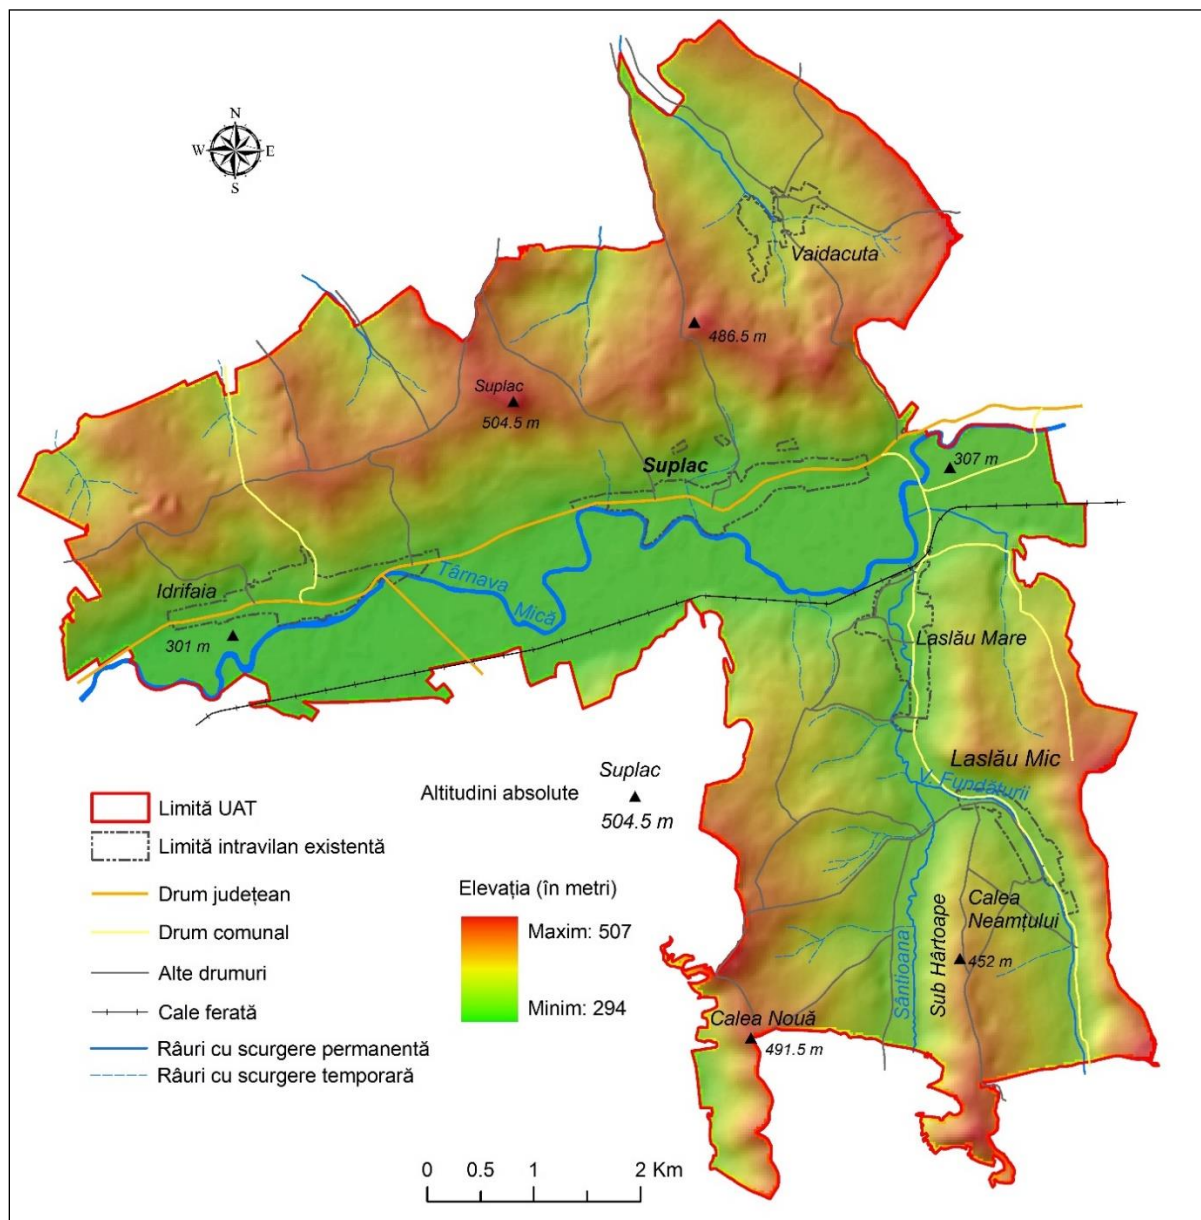 N
W E
S
Vaidacuta
486.5 m
Suplac
504.5 m
Suplac
307 m
Idrifaia
Târnava
Mică
301 m
Laslău Mare
Laslău Mic
V. Fundăturii
Suplac
Altitudini absolute
504.5 m
Limită UAT
Limită intravilan existentă
Drum județean
Drum comunal
Alte drumuri
Cale ferată
Râuri cu scurgere permanentă
Râuri cu scurgere temporară
Elevația (în metri)
Maxim: 507
Minim: 294
Sântioana
Sub Hârtoape
Calea
Neamțului
452 m
Calea Nouă
491.5 m
0 0.5 1 2 Km